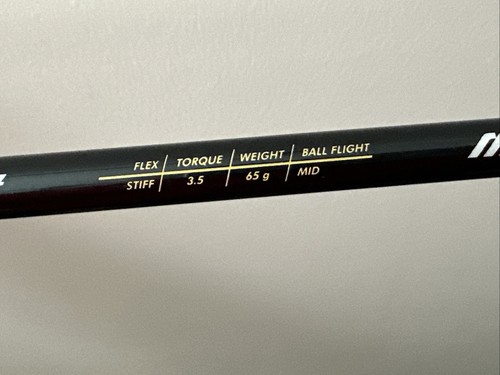 FLEX TORQUE WEIGHT BALL FLIGHT
STIFF 3.5 65 g MID